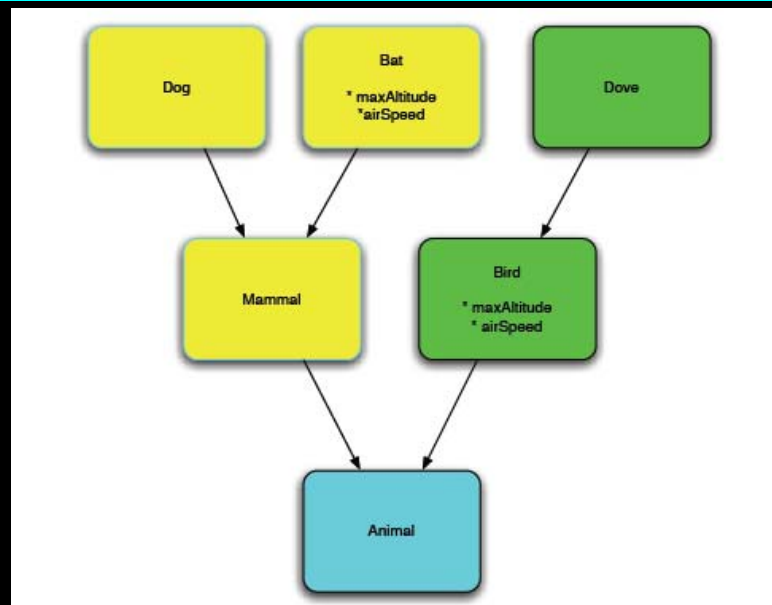 Dog
Bat
* maxAltitude
*airSpeed
Dove
Mammal
Bird
* maxAltitude
* airSpeed
Animal